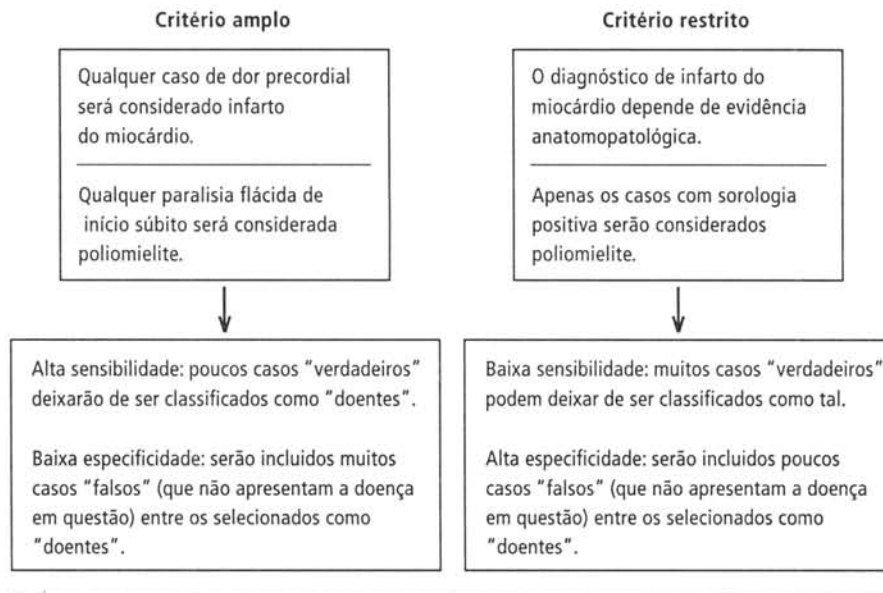 Critério amplo
Qualquer caso de dor precordial
será considerado infarto
do miocárdio.
Qualquer paralisia flácida de
início súbito será considerada
poliomielite.
Alta sensibilidade: poucos casos "verdadeiros"
deixarão de ser classificados como "doentes".
Baixa especificidade: serão incluidos muitos
casos "falsos" (que não apresentam a doença
em questão) entre os selecionados como
"doentes".
Critério restrito
O diagnóstico de infarto do
miocárdio depende de evidência
anatomopatológica.
Apenas os casos com sorologia
positiva serão considerados
poliomielite.
Baixa sensibilidade: muitos casos "verdadeiros"
podem deixar de ser classificados como tal.
Alta especificidade: serão incluidos poucos
casos "falsos" (que não apresentam a doença
em questão) entre os selecionados como
"doentes".